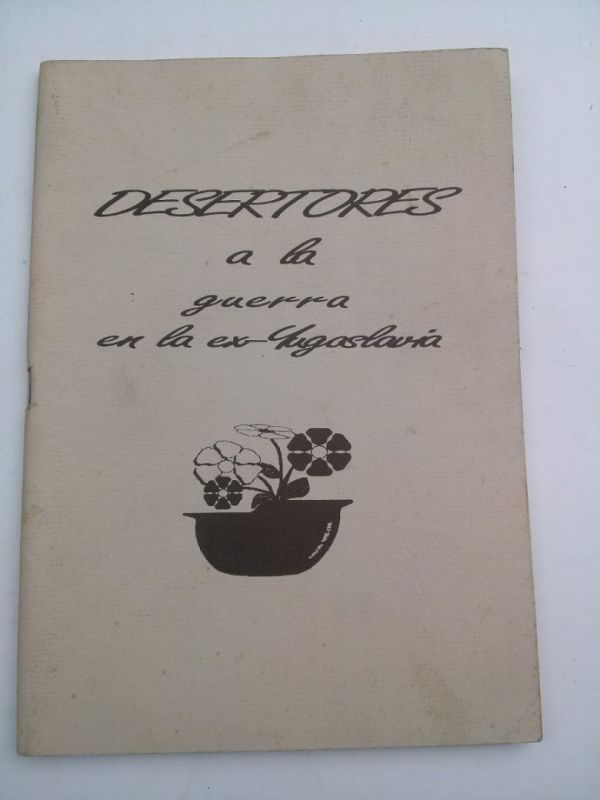 DESERTORES
a la
guerra
en la ex-Yugoslavia